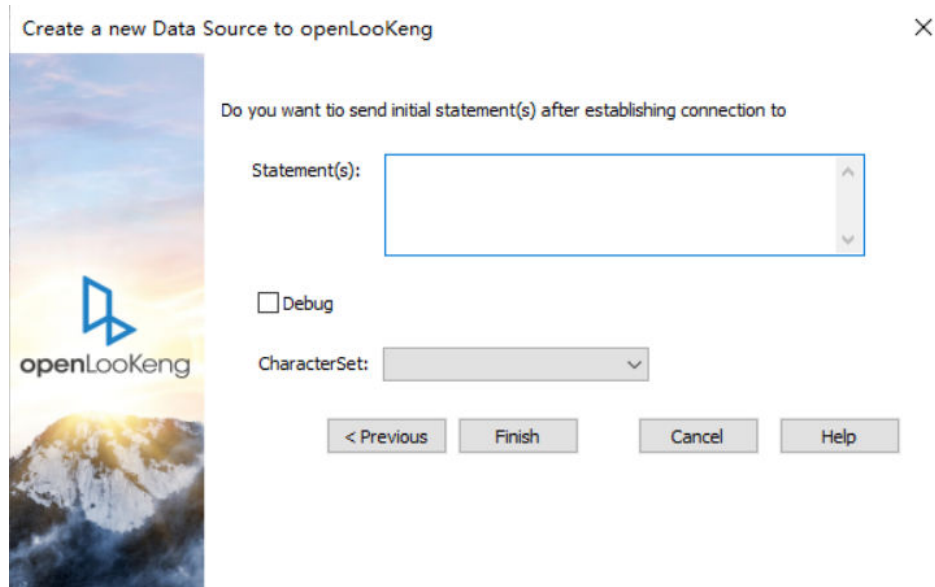 Create a new Data Source to openLooKeng
Do you want tio send initial statement(s) after establishing connection to
Statement(s):
Debug
openLooKeng
CharacterSet:
< Previous
Finish
Cancel
Help